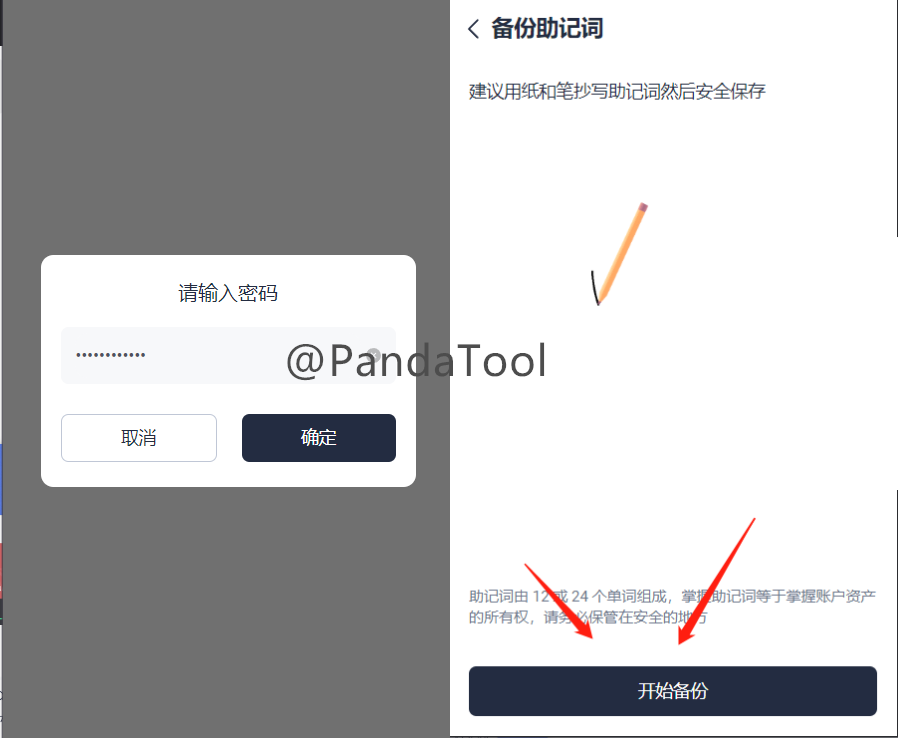 请输入密码
••••••••••••
取消
确定
@PandaTool
备份助记词
建议用纸和笔抄写助记词然后安全保存
助记词由 12 或 24 个单词组成，掌握助记词等于掌握账户资产
的所有权，请务必保管在安全的地方
开始备份